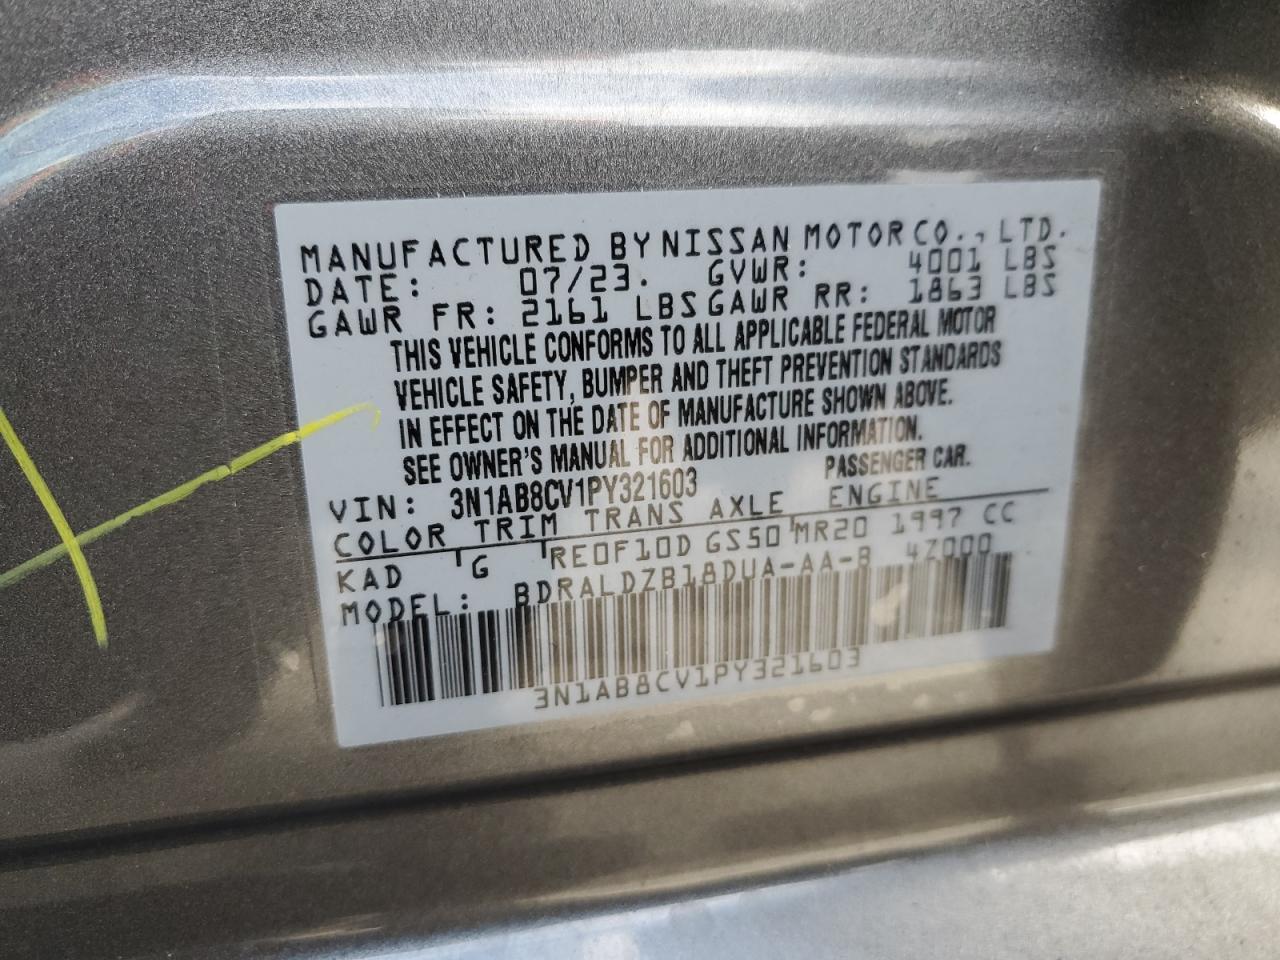 MANUFACTURED BY NISSAN MOTOR CO., LTD.
DATE: 07/23. GVWR: 4001 LBS
GAWR FR: 2161 LBS GAWR RR: 1863 LBS
THIS VEHICLE CONFORMS TO ALL APPLICABLE FEDERAL MOTOR
VEHICLE SAFETY, BUMPER AND THEFT PREVENTION STANDARDS
IN EFFECT ON THE DATE OF MANUFACTURE SHOWN ABOVE.
SEE OWNER'S MANUAL FOR ADDITIONAL INFORMATION.
VIN: 3N1AB8CV1PY321603 PASSENGER CAR.
COLOR TRIM TRANS AXLE ENGINE
KAD G RE0F10D GS50 MR20 1997 CC
MODEL: BDRALDZB18DUA-AA-B 4Z000
3N1AB8CV1PY321603